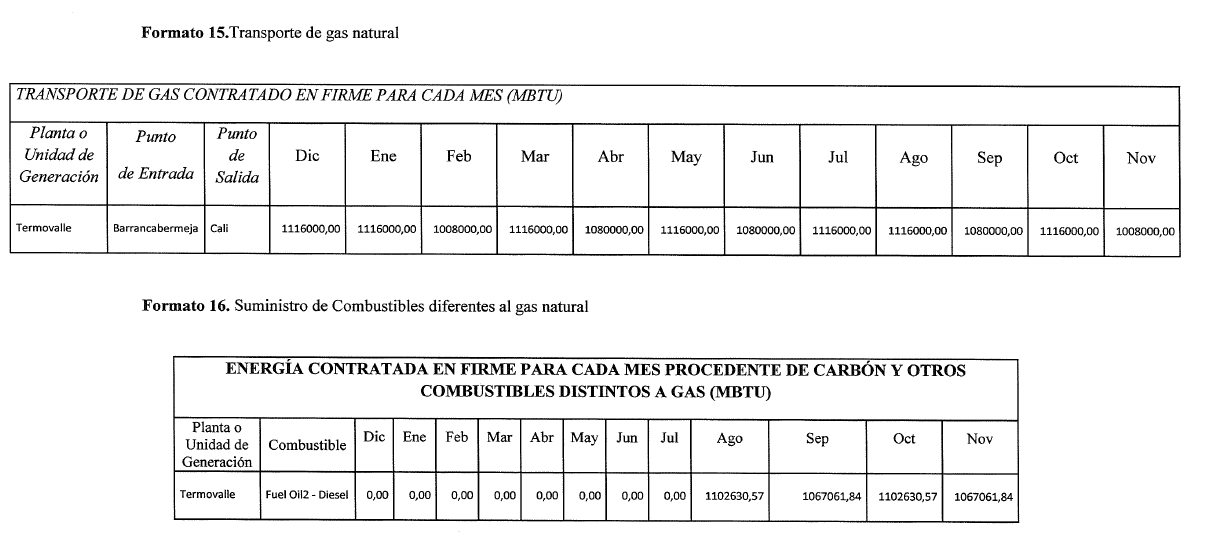 Formato 15.Transporte de gas natural
TRANSPORTE DE GAS CONTRATADO EN FIRME PARA CADA MES (MBTU)
Planta o Unidad de Generación Punto de Entrada Punto de Salida Dic Ene Feb Mar Abr May Jun Jul Ago Sep Oct Nov
Termovalle Barrancabermeja Cali 1116000,00 1116000,00 1008000,00 1116000,00 1080000,00 1116000,00 1080000,00 1116000,00 1116000,00 1080000,00 1116000,00 1008000,00
Formato 16. Suministro de Combustibles diferentes al gas natural
ENERGÍA CONTRATADA EN FIRME PARA CADA MES PROCEDENTE DE CARBÓN Y OTROS
COMBUSTIBLES DISTINTOS A GAS (MBTU)
Planta o Unidad de Generación Combustible Dic Ene Feb Mar Abr May Jun Jul Ago Sep Oct Nov
Termovalle Fuel Oil2 - Diesel 0,00 0,00 0,00 0,00 0,00 0,00 0,00 0,00 1102630,57 1067061,84 1102630,57 1067061,84